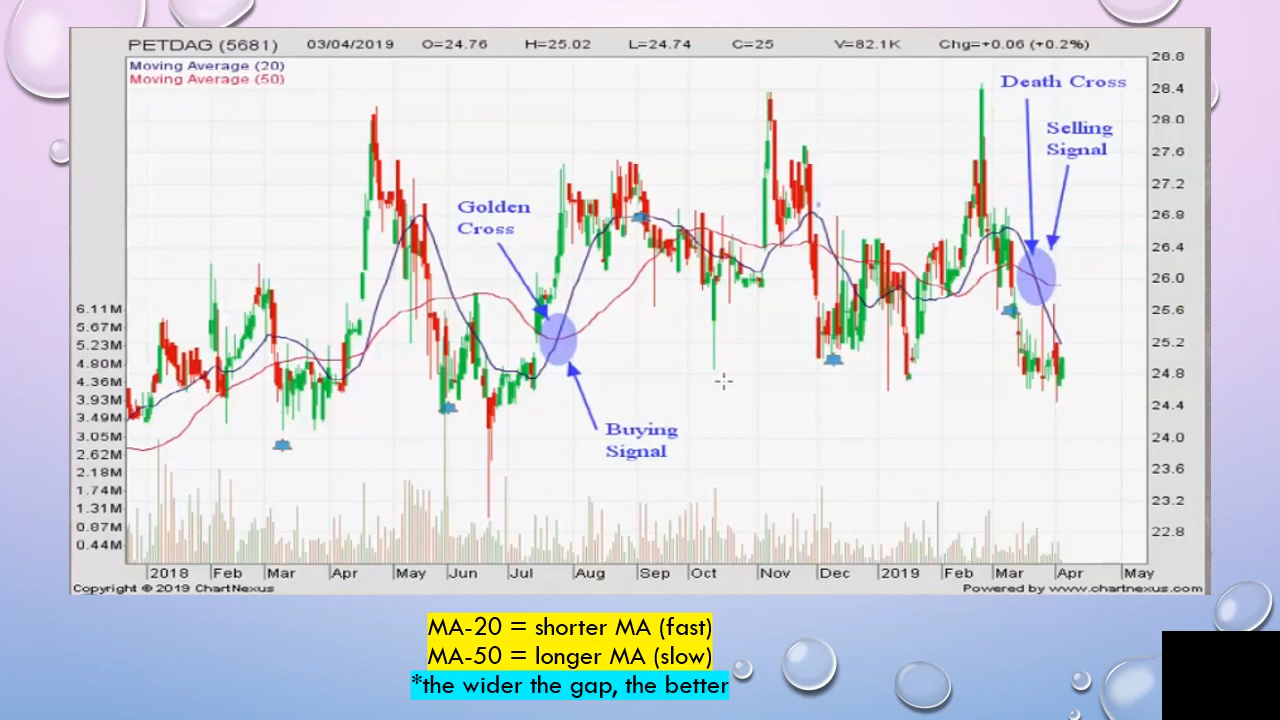 PETDAG (5681) 03/04/2019 O=24.76 H=25.02 L=24.74 C=25 V=82.1K Chg=+0.06 (+0.2%)
Moving Average (20)
Moving Average (50)
Death Cross
Selling
Signal
Golden
Cross
Buying
Signal
28.8
28.4
28.0
27.6
27.2
26.8
26.4
26.0
25.6
25.2
24.8
24.4
24.0
23.6
23.2
22.8
6.11M
5.67M
5.23M
4.80M
4.36M
3.93M
3.49M
3.05M
2.62M
2.18M
1.74M
1.31M
0.87M
0.44M
2018 Feb Mar Apr May Jun Jul Aug Sep Oct Nov Dec 2019 Feb Mar Apr May
Copyright © 2019 ChartNexus Powered by www.chartnexus.com
MA-20 = shorter MA (fast)
MA-50 = longer MA (slow)
*the wider the gap, the better